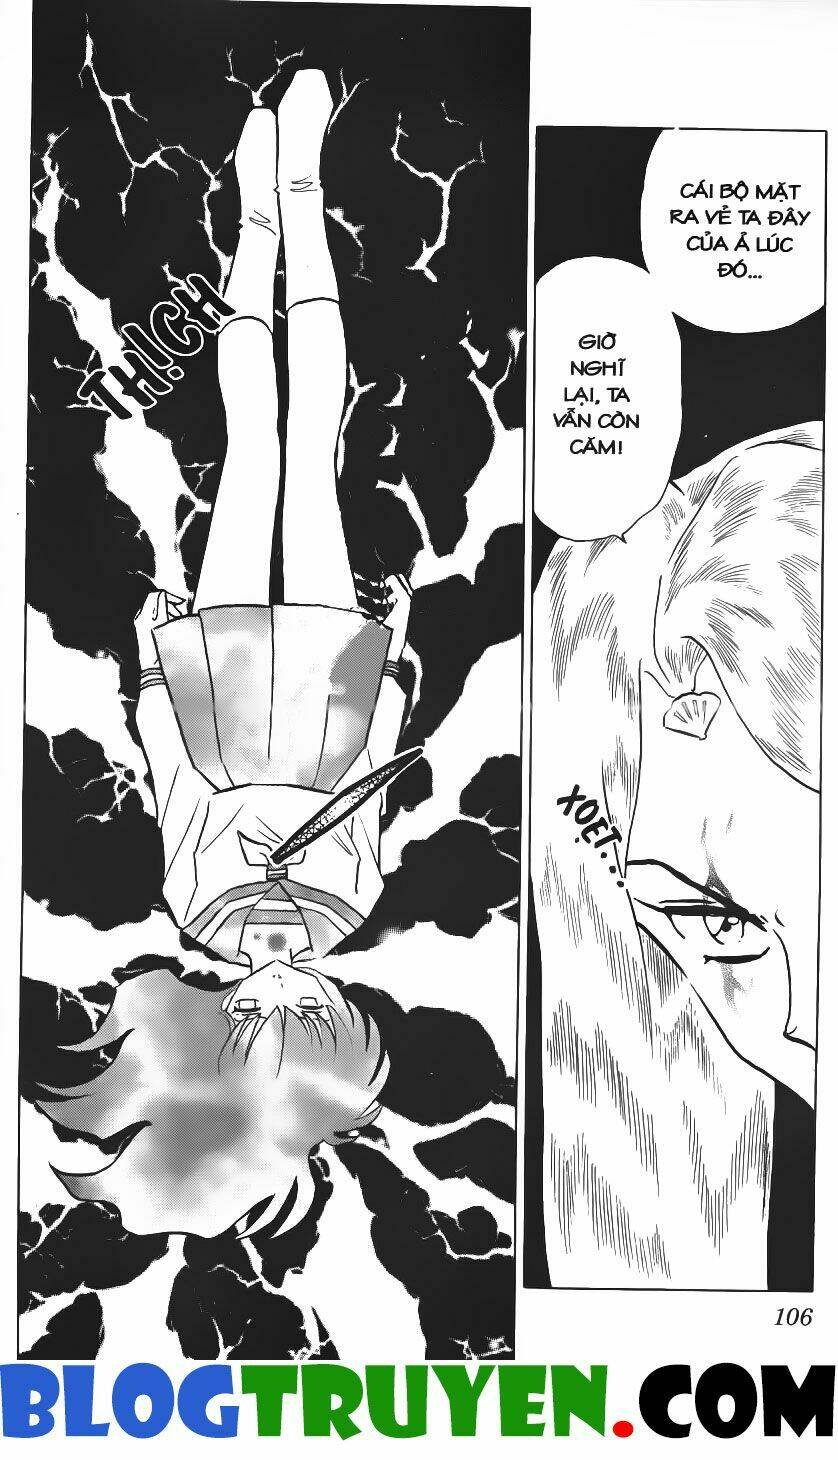 CÁI BỘ MẶT
RA VẺ TA ĐÂY
CỦA Ả LÚC
ĐÓ...
GIỜ
NGHĨ
LẠI, TA
VẪN CÒN
CĂM!
XOẸT...
THỊCH
106
BLOGTRUYEN.COM